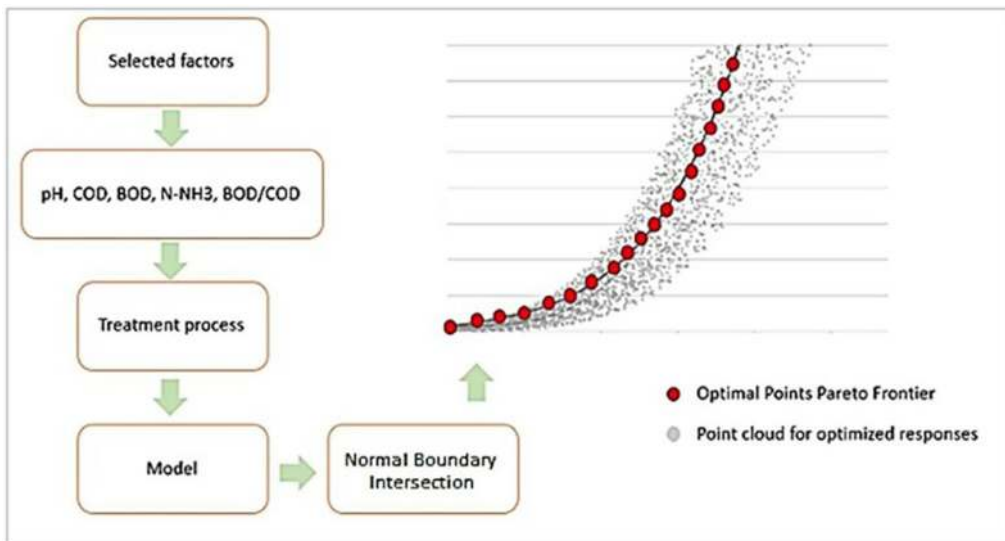 Selected factors
pH, COD, BOD, N-NH3, BOD/COD
Treatment process
Model
Normal Boundary
Intersection
Optimal Points Pareto Frontier
Point cloud for optimized responses